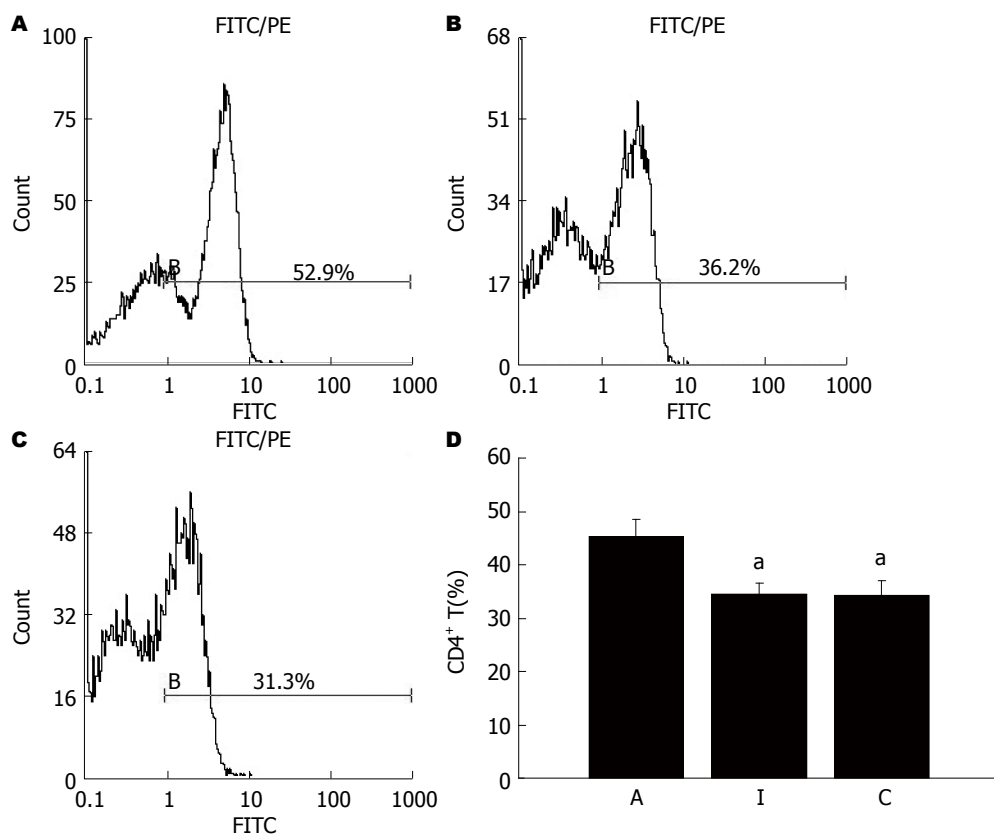 A
FITC/PE
100
75
50
25
0
Count
B
52.9%
0.1 1 10 100 1000
FITC
B
FITC/PE
68
51
34
17
0
Count
B
36.2%
0.1 1 10 100 1000
FITC
C
FITC/PE
64
48
32
16
0
Count
B
31.3%
0.1 1 10 100 1000
FITC
D
60
50
40
30
20
10
0
CD4+ T(%)
a
a
A I C